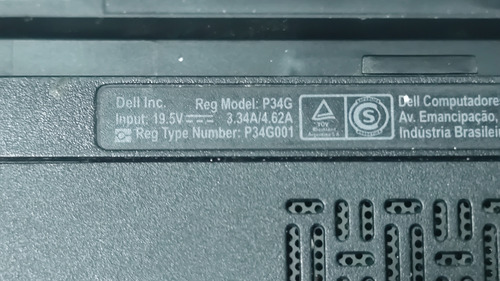 Dell Inc. Reg Model: P34G
Input: 19.5V⎓ 3.34A/4.62A
Reg Type Number: P34G001
S
Dell Computadore
Av. Emancipação,
Indústria Brasilei